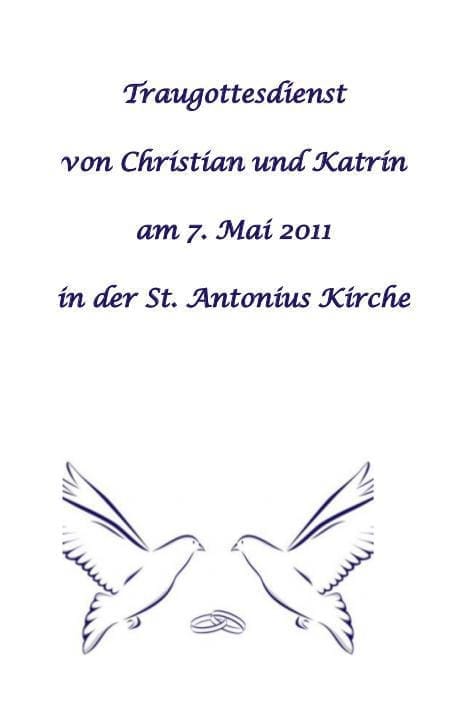 Traugottesdienst
von Christian und Katrin
am 7. Mai 2011
in der St. Antonius Kirche